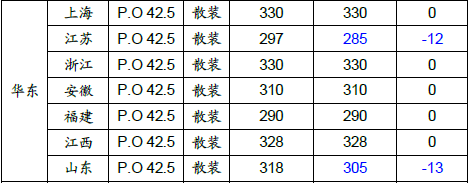 华东
上海 P.O 42.5 散装 330 330 0
江苏 P.O 42.5 散装 297 285 -12
浙江 P.O 42.5 散装 330 330 0
安徽 P.O 42.5 散装 310 310 0
福建 P.O 42.5 散装 290 290 0
江西 P.O 42.5 散装 328 328 0
山东 P.O 42.5 散装 318 305 -13